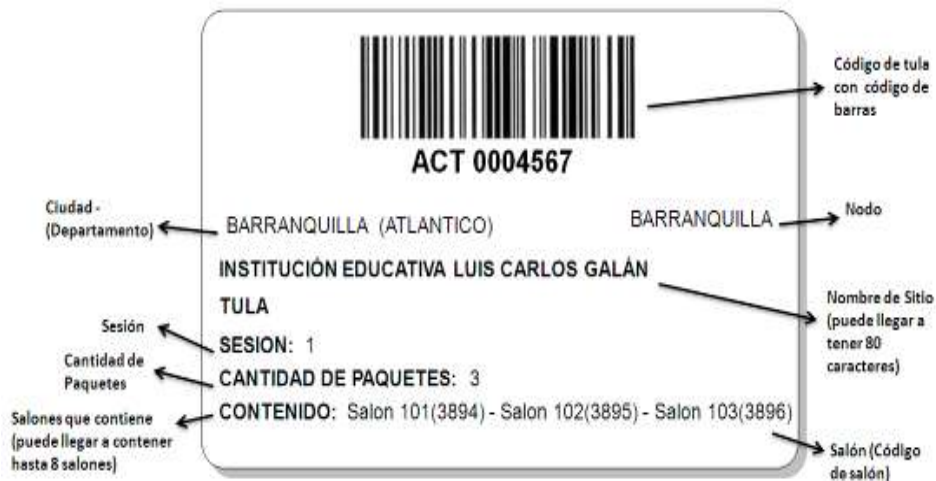 Código de tula
con código de
barras
ACT 0004567
Ciudad -
(Departamento)
BARRANQUILLA (ATLANTICO)
BARRANQUILLA
Nodo
INSTITUCIÓN EDUCATIVA LUIS CARLOS GALÁN
TULA
Nombre de Sitio
(puede llegar a
tener 80
caracteres)
Sesión
SESION: 1
Cantidad de
Paquetes
CANTIDAD DE PAQUETES: 3
Salones que contiene
(puede llegar a contener
hasta 8 salones)
CONTENIDO: Salon 101(3894) - Salon 102(3895) - Salon 103(3896)
Salón (Código
de salón)